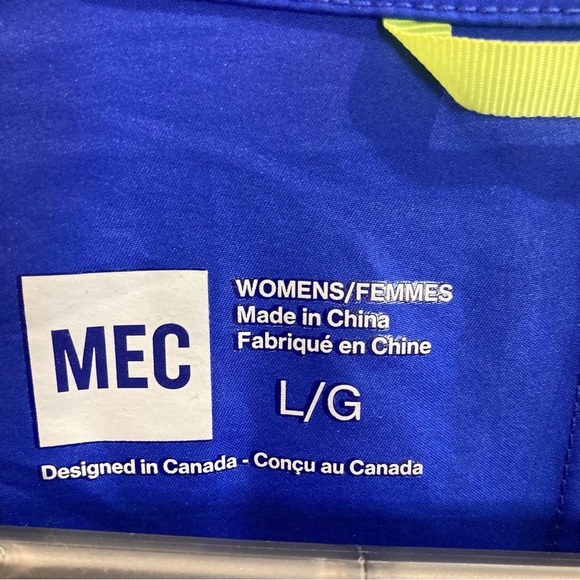 MEC
WOMENS/FEMMES
Made in China
Fabriqué en Chine
L/G
Designed in Canada - Conçu au Canada